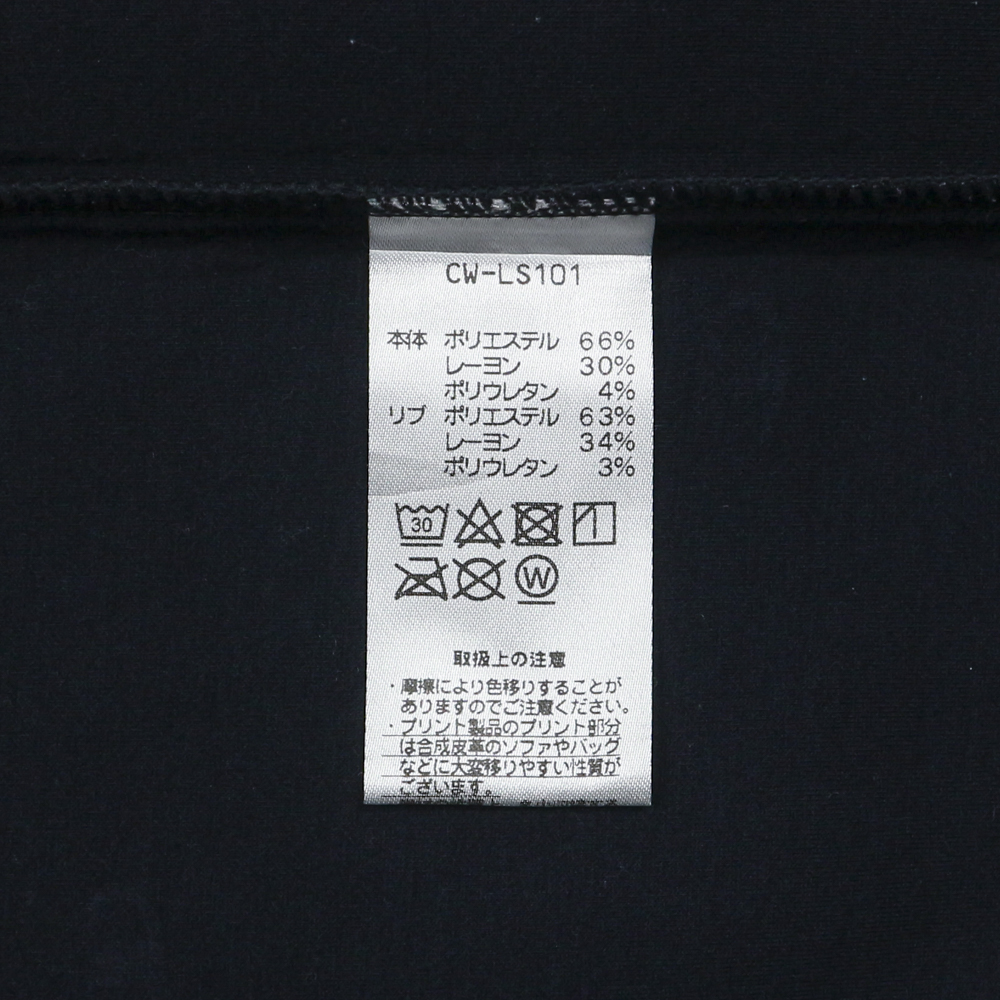 CW-LS101
本体 ポリエステル 66%
レーヨン 30%
ポリウレタン 4%
リブ ポリエステル 63%
レーヨン 34%
ポリウレタン 3%
30
W
取扱上の注意
・摩擦により色移りすることが
ありますのでご注意ください。
・プリント製品のプリント部分
は合成皮革のソファやバッグ
などに大変移りやすい性質が
ございます。